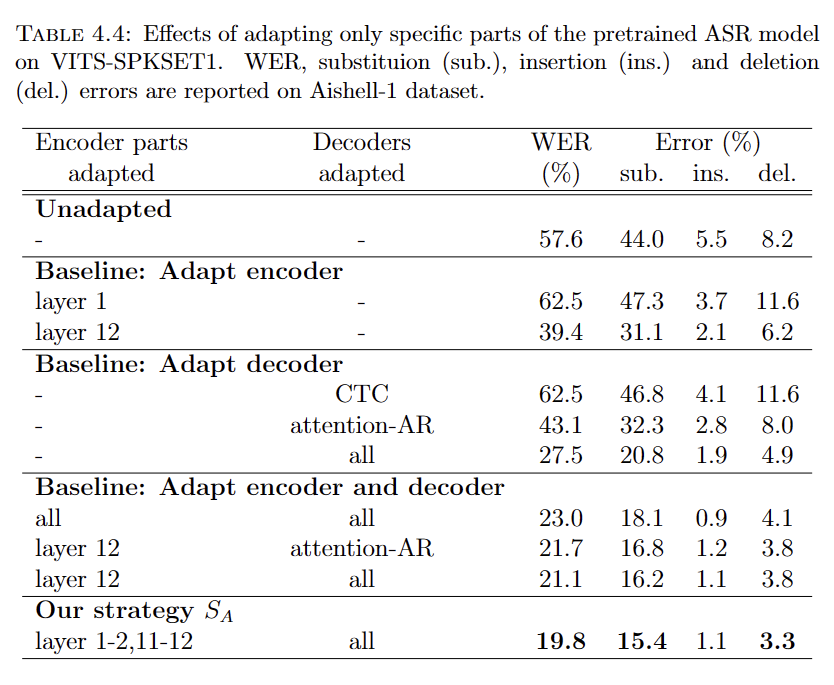 TABLE 4.4: Effects of adapting only specific parts of the pretrained ASR model
on VITS-SPKSET1. WER, substituion (sub.), insertion (ins.) and deletion
(del.) errors are reported on Aishell-1 dataset.
Encoder parts Decoders WER Error (%)
adapted adapted (%) sub. ins. del.
Unadapted
- - 57.6 44.0 5.5 8.2
Baseline: Adapt encoder
layer 1 - 62.5 47.3 3.7 11.6
layer 12 - 39.4 31.1 2.1 6.2
Baseline: Adapt decoder
- CTC 62.5 46.8 4.1 11.6
- attention-AR 43.1 32.3 2.8 8.0
- all 27.5 20.8 1.9 4.9
Baseline: Adapt encoder and decoder
all all 23.0 18.1 0.9 4.1
layer 12 attention-AR 21.7 16.8 1.2 3.8
layer 12 all 21.1 16.2 1.1 3.8
Our strategy S_A
layer 1-2,11-12 all 19.8 15.4 1.1 3.3